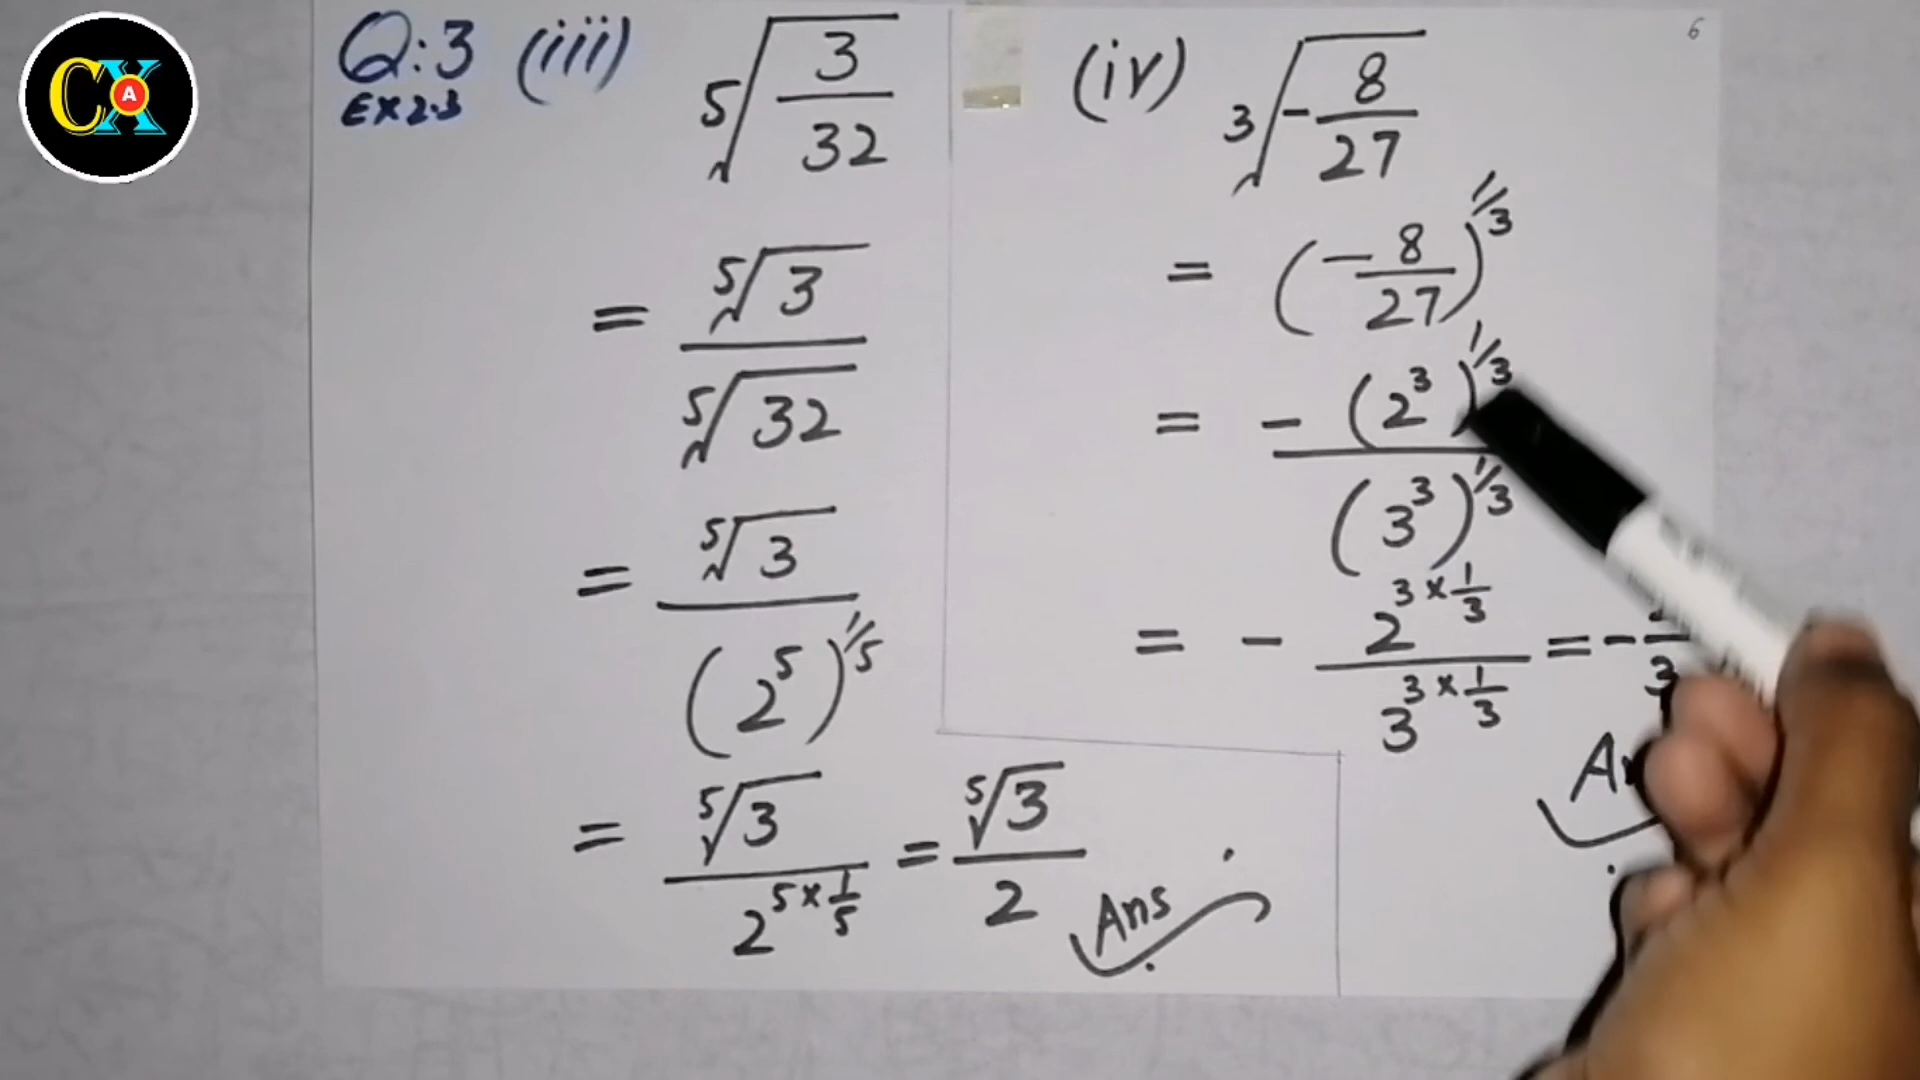 CXA
Q:3 (iii) ⁵√(3/32)
EX 2.3
= ⁵√3 / ⁵√32
= ⁵√3 / (2⁵)^1/5
= ⁵√3 / 2^(5×1/5) = ⁵√3 / 2
Ans
6
(iv) ³√(-8/27)
= (-8/27)^1/3
= -(2³)^1/3 / (3³)^1/3
= - 2^(3×1/3) / 3^(3×1/3) = -